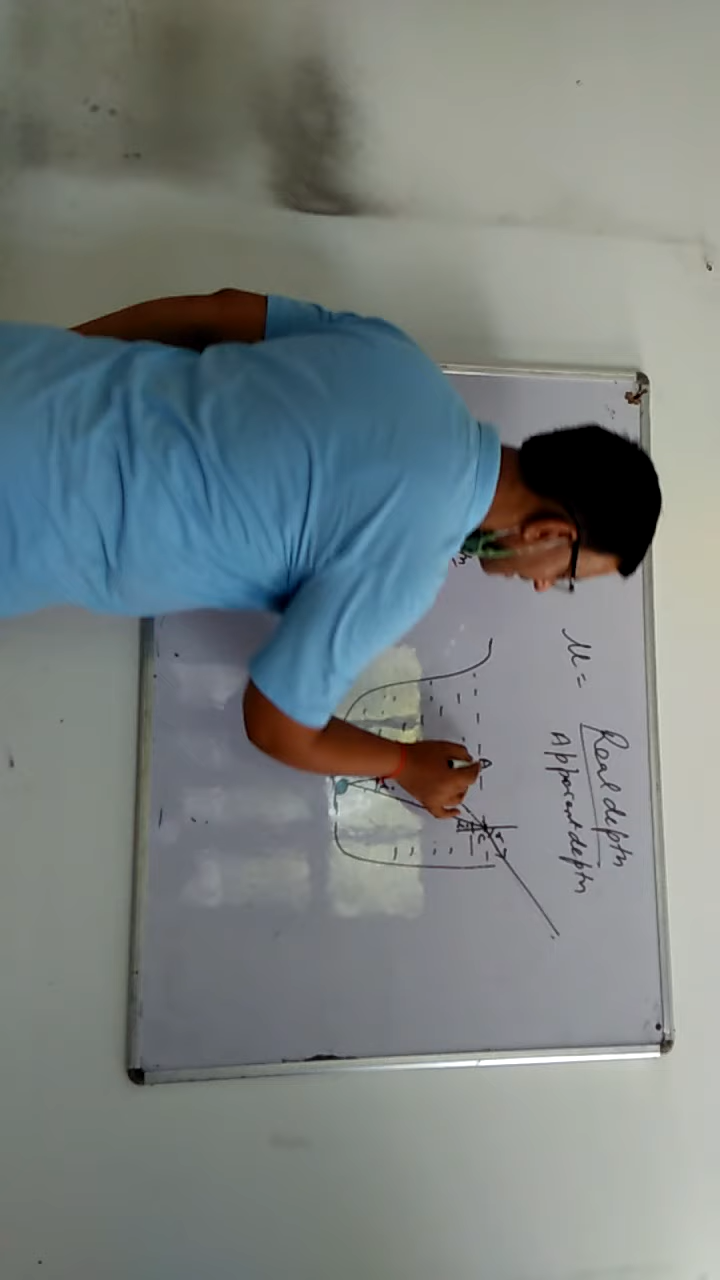 μ = Real depth
Apparent depth
A
r
C
i